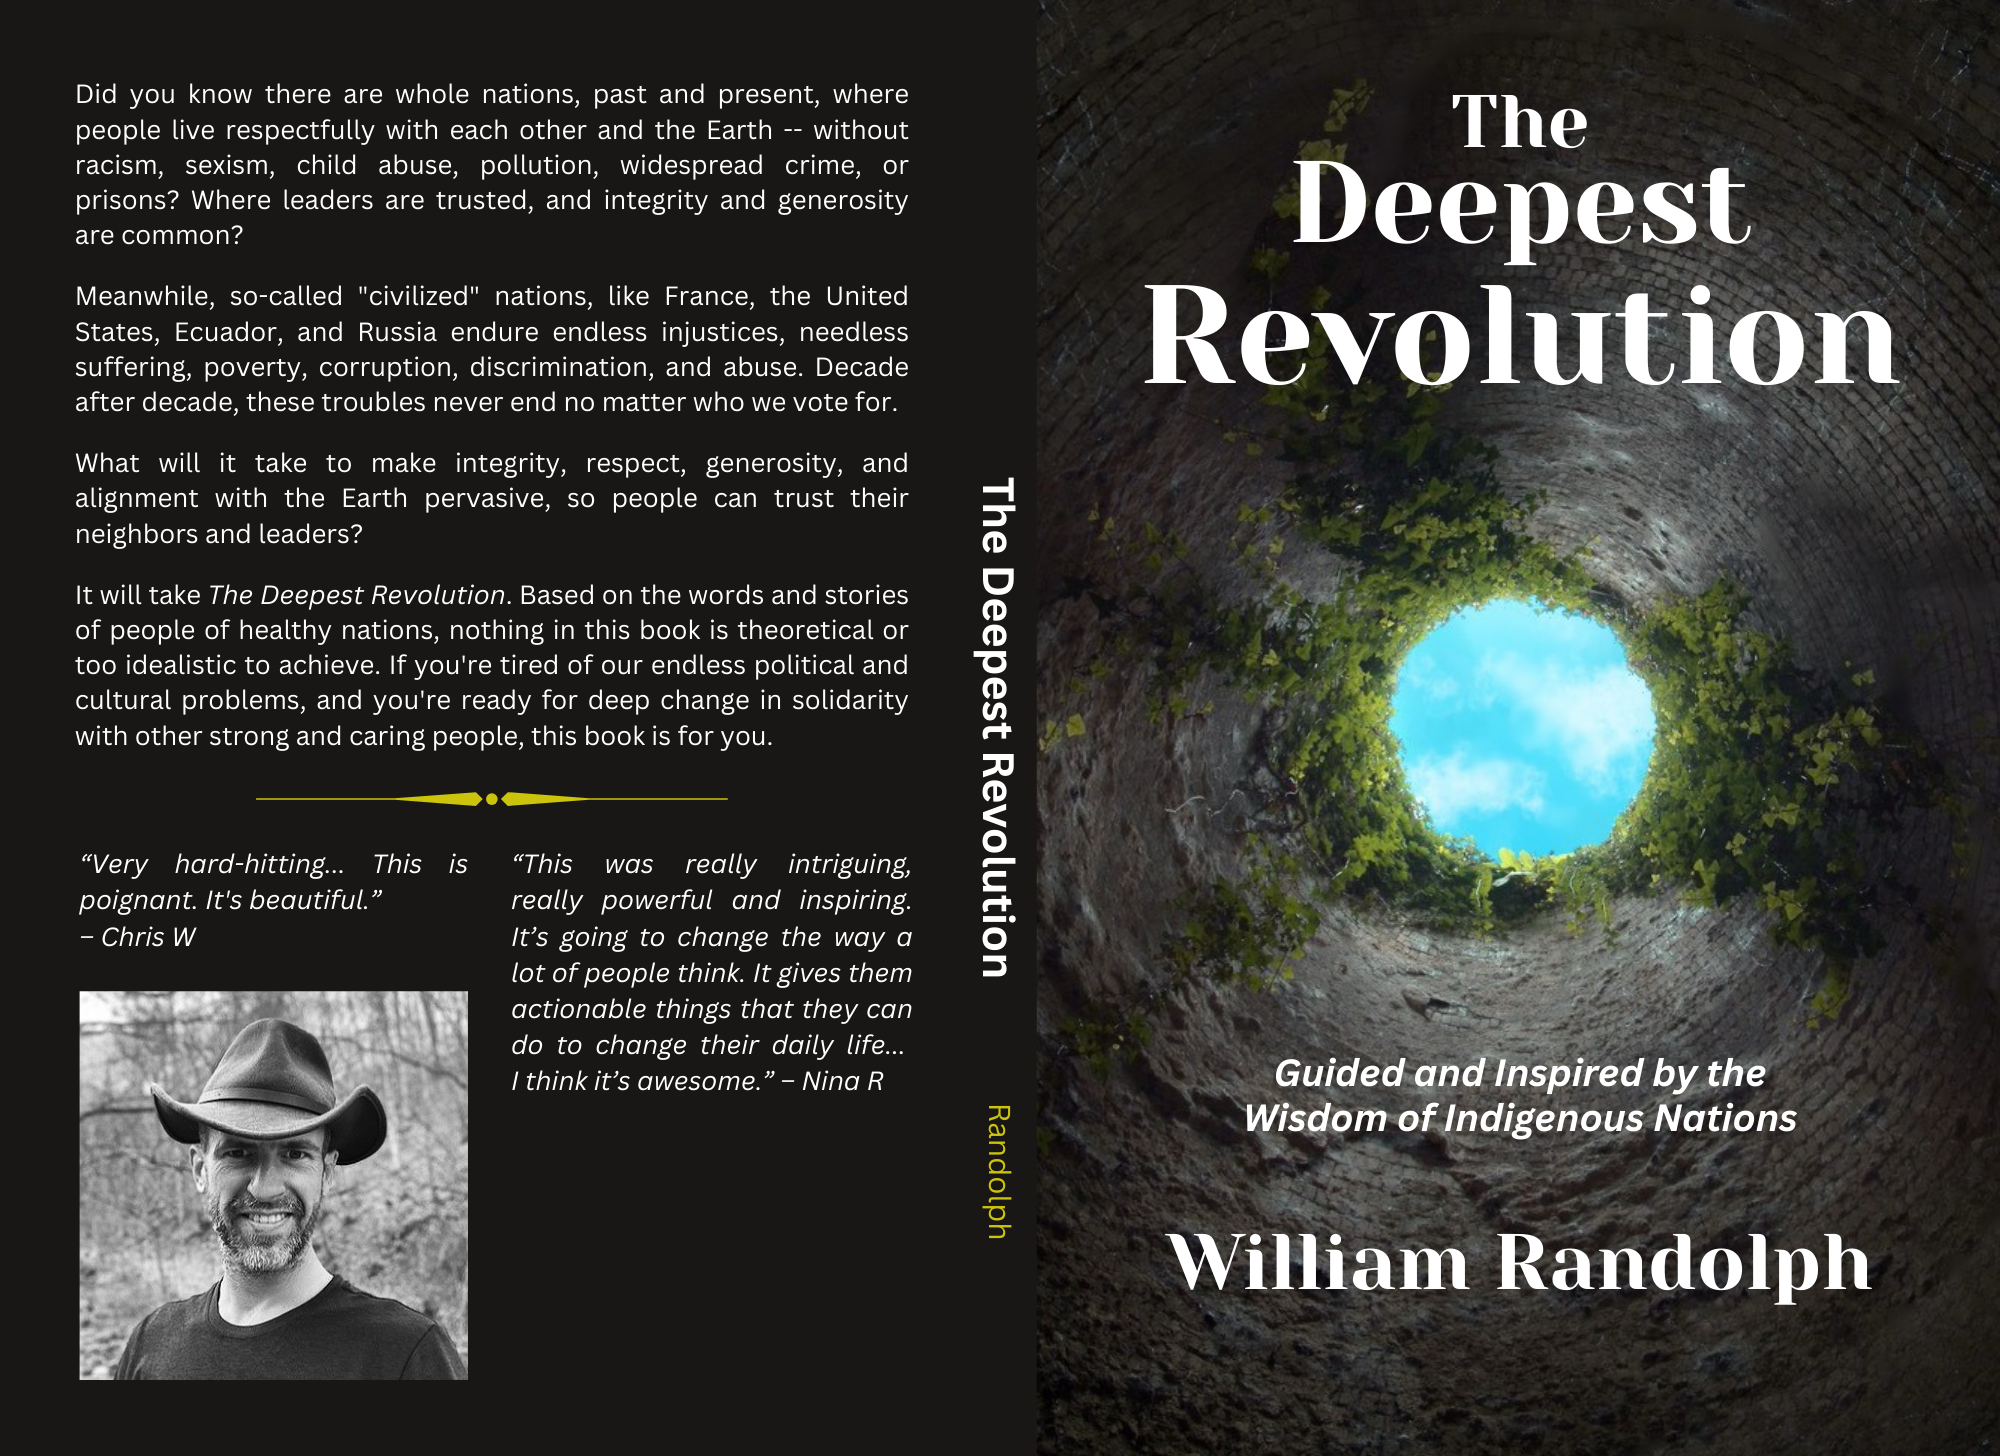 Did you know there are whole nations, past and present, where
people live respectfully with each other and the Earth -- without
racism, sexism, child abuse, pollution, widespread crime, or
prisons? Where leaders are trusted, and integrity and generosity
are common?
Meanwhile, so-called "civilized" nations, like France, the United
States, Ecuador, and Russia endure endless injustices, needless
suffering, poverty, corruption, discrimination, and abuse. Decade
after decade, these troubles never end no matter who we vote for.
What will it take to make integrity, respect, generosity, and
alignment with the Earth pervasive, so people can trust their
neighbors and leaders?
It will take The Deepest Revolution. Based on the words and stories
of people of healthy nations, nothing in this book is theoretical or
too idealistic to achieve. If you're tired of our endless political and
cultural problems, and you're ready for deep change in solidarity
with other strong and caring people, this book is for you.
“Very hard-hitting... This is
poignant. It's beautiful.”
– Chris W
“This was really intriguing,
really powerful and inspiring.
It’s going to change the way a
lot of people think. It gives them
actionable things that they can
do to change their daily life...
I think it’s awesome.” – Nina R
The Deepest Revolution
Randolph
The
Deepest
Revolution
Guided and Inspired by the
Wisdom of Indigenous Nations
William Randolph